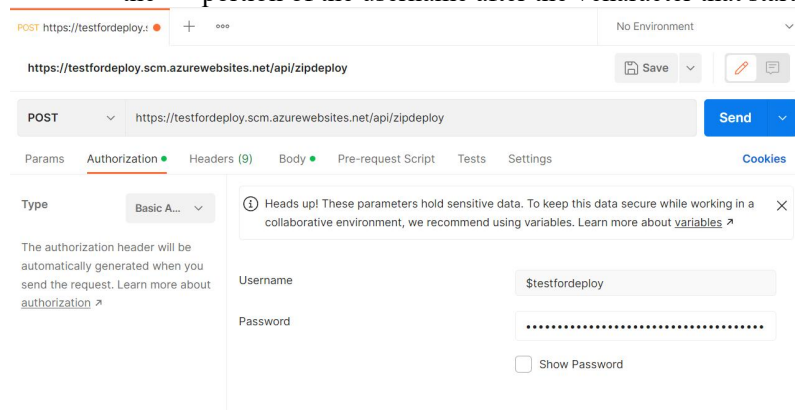 POST https://testfordeploy.s
No Environment
https://testfordeploy.scm.azurewebsites.net/api/zipdeploy
Save
POST
https://testfordeploy.scm.azurewebsites.net/api/zipdeploy
Send
Params Authorization Headers (9) Body Pre-request Script Tests Settings Cookies
Type
Basic A...
The authorization header will be
automatically generated when you
send the request. Learn more about
authorization ↗
Heads up! These parameters hold sensitive data. To keep this data secure while working in a
collaborative environment, we recommend using variables. Learn more about variables ↗
Username
$testfordeploy
Password
••••••••••••••••••••••••••••••••••••••
Show Password